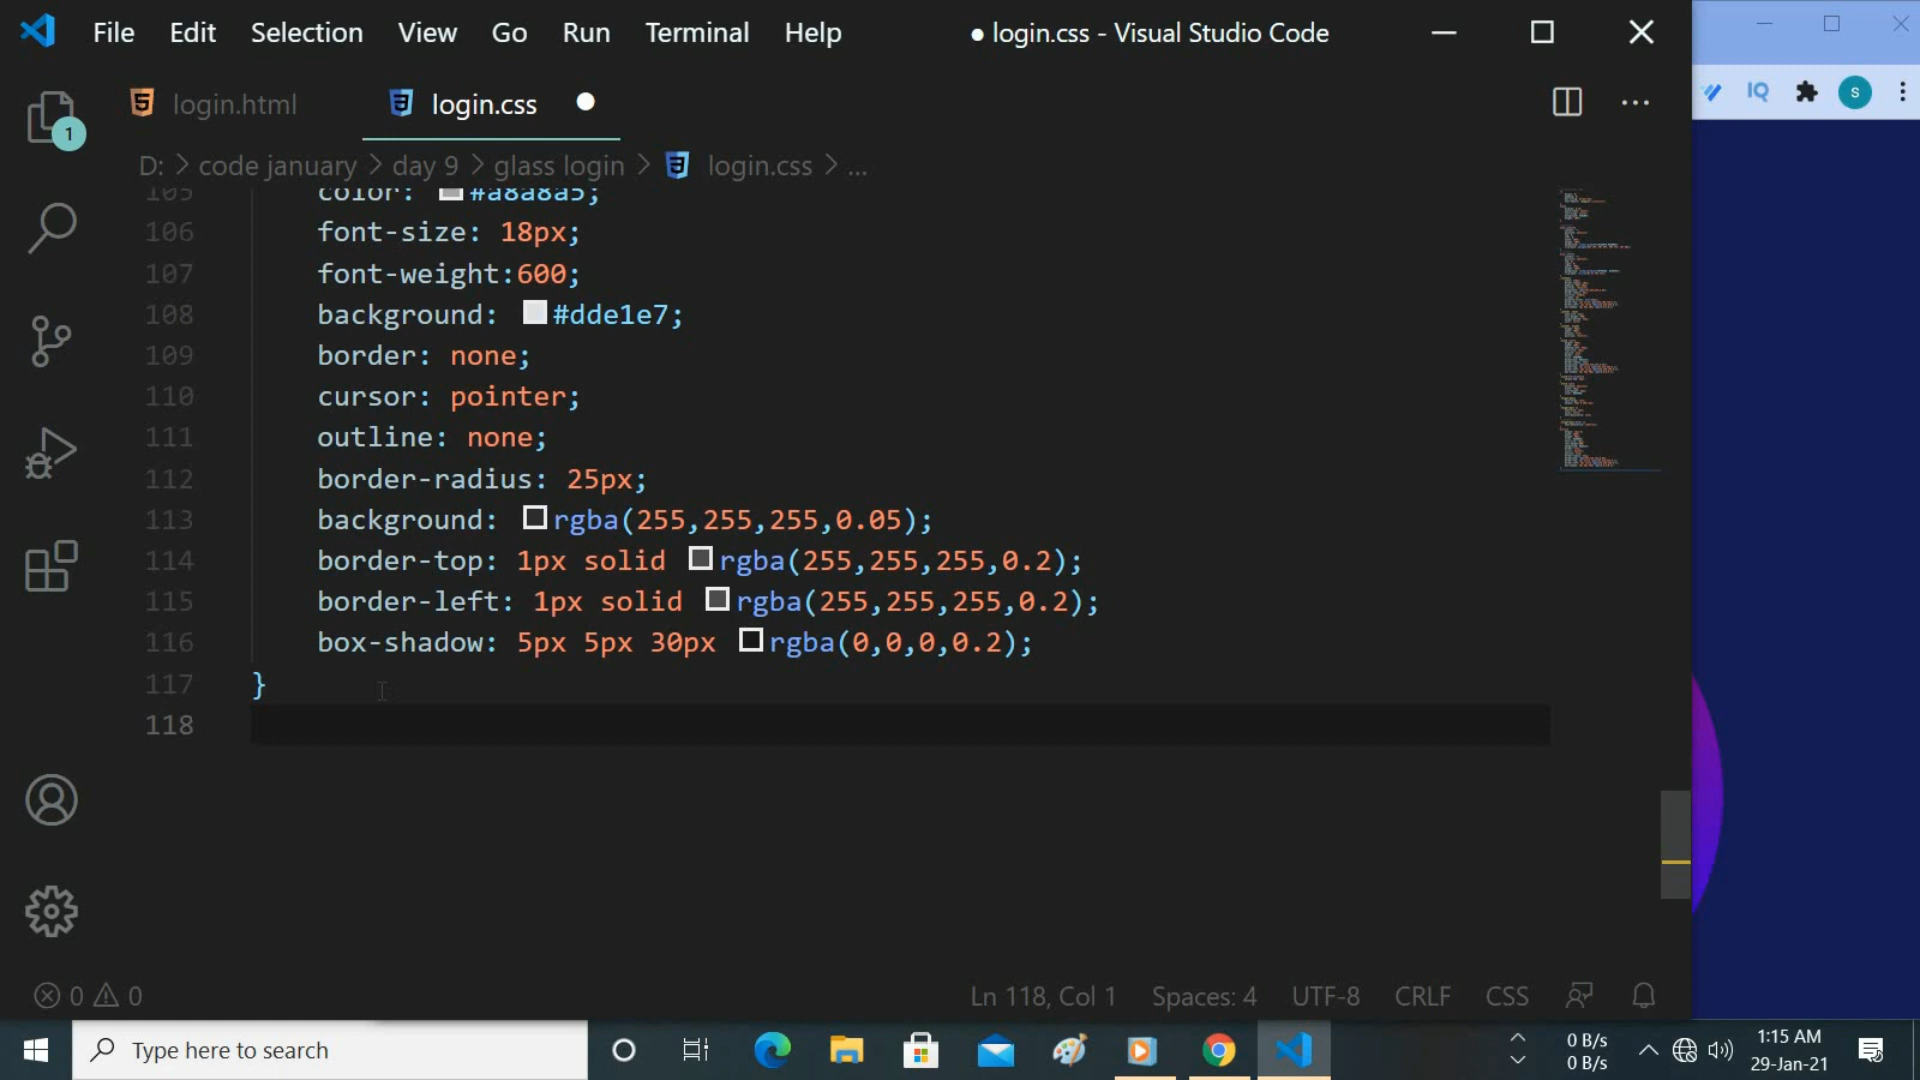 File Edit Selection View Go Run Terminal Help ● login.css - Visual Studio Code
IQ s
1 login.html login.css
D: > code january > day 9 > glass login > login.css > ...
105 color: #a8a8a5;
106 font-size: 18px;
107 font-weight:600;
108 background: #dde1e7;
109 border: none;
110 cursor: pointer;
111 outline: none;
112 border-radius: 25px;
113 background: rgba(255,255,255,0.05);
114 border-top: 1px solid rgba(255,255,255,0.2);
115 border-left: 1px solid rgba(255,255,255,0.2);
116 box-shadow: 5px 5px 30px rgba(0,0,0,0.2);
117 }
118
0 0 Ln 118, Col 1 Spaces: 4 UTF-8 CRLF CSS
Type here to search
0 B/s
0 B/s
1:15 AM
29-Jan-21